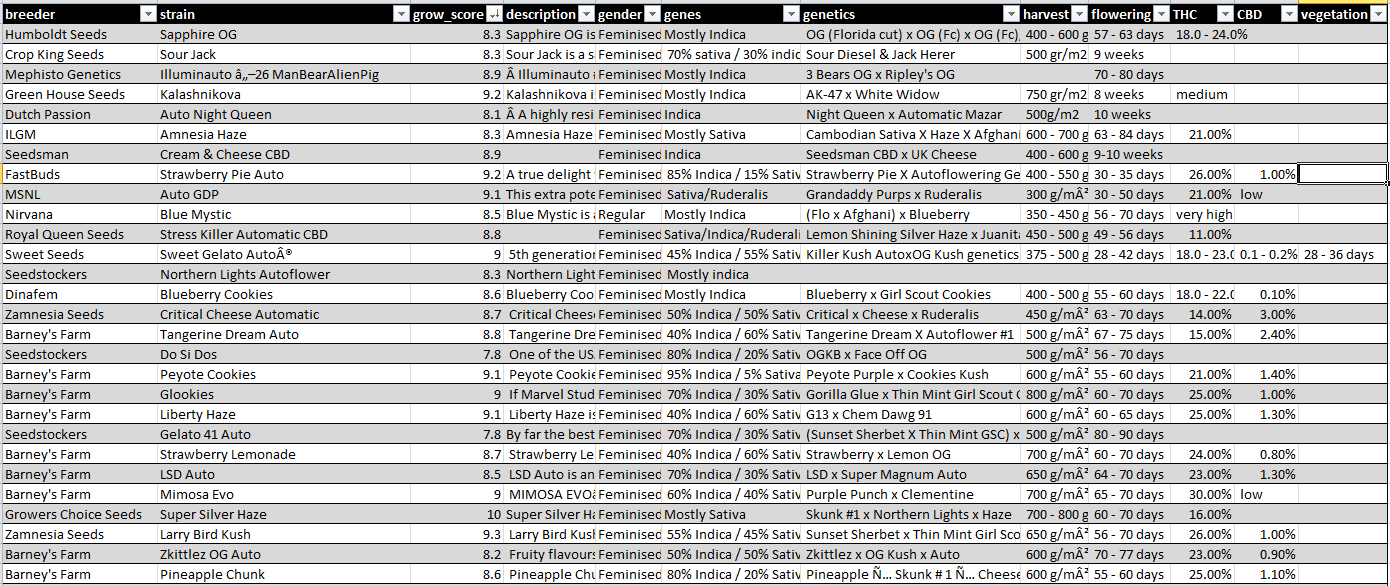 breeder strain grow_score description gender genes genetics harvest flowering THC CBD vegetation
Humboldt Seeds Sapphire OG 8.3 Sapphire OG is Feminised Mostly Indica OG (Florida cut) x OG (Fc) x OG (Fc), 400 - 600 g 57 - 63 days 18.0 - 24.0%
Crop King Seeds Sour Jack 8.3 Sour Jack is a s Feminised 70% sativa / 30% indic Sour Diesel & Jack Herer 500 gr/m2 9 weeks
Mephisto Genetics Illuminauto â„–26 ManBearAlienPig 8.9 Â Illuminauto Feminised Mostly Indica 3 Bears OG x Ripley's OG 70 - 80 days
Green House Seeds Kalashnikova 9.2 Kalashnikova i Feminised Mostly Indica AK-47 x White Widow 750 gr/m2 8 weeks medium
Dutch Passion Auto Night Queen 8.1 Â A highly resi Feminised Indica Night Queen x Automatic Mazar 500g/m2 10 weeks
ILGM Amnesia Haze 8.3 Amnesia Haze Feminised Mostly Sativa Cambodian Sativa X Haze X Afghani 600 - 700 g 63 - 84 days 21.00%
Seedsman Cream & Cheese CBD 8.9 Feminised Indica Seedsman CBD x UK Cheese 400 - 600 g 9-10 weeks
FastBuds Strawberry Pie Auto 9.2 A true delight Feminised 85% Indica / 15% Sativ Strawberry Pie X Autoflowering Ge 400 - 550 g 30 - 35 days 26.00% 1.00%
MSNL Auto GDP 9.1 This extra pote Feminised Sativa/Ruderalis Grandaddy Purps x Ruderalis 300 g/mÂ² 30 - 50 days 21.00% low
Nirvana Blue Mystic 8.5 Blue Mystic is Regular Mostly Indica (Flo x Afghani) x Blueberry 350 - 450 g 56 - 70 days very high
Royal Queen Seeds Stress Killer Automatic CBD 8.8 Feminised Sativa/Indica/Ruderali Lemon Shining Silver Haze x Juanit 450 - 500 g 49 - 56 days 11.00%
Sweet Seeds Sweet Gelato AutoÂ® 9 5th generation Feminised 45% Indica / 55% Sativ Killer Kush AutoxOG Kush genetics 375 - 500 g 28 - 42 days 18.0 - 23.0 0.1 - 0.2% 28 - 36 days
Seedstockers Northern Lights Autoflower 8.3 Northern Light Feminised Mostly indica
Dinafem Blueberry Cookies 8.6 Blueberry Coo Feminised Mostly Indica Blueberry x Girl Scout Cookies 400 - 500 g 55 - 60 days 18.0 - 22.0 0.10%
Zamnesia Seeds Critical Cheese Automatic 8.7 Critical Chees Feminised 50% Indica / 50% Sativ Critical x Cheese x Ruderalis 450 g/mÂ² 63 - 70 days 14.00% 3.00%
Barney's Farm Tangerine Dream Auto 8.8 Tangerine Dre Feminised 40% Indica / 60% Sativ Tangerine Dream X Autoflower #1 500 g/mÂ² 67 - 75 days 15.00% 2.40%
Seedstockers Do Si Dos 7.8 One of the US Feminised 80% Indica / 20% Sativ OGKB x Face Off OG 500 g/mÂ² 56 - 70 days
Barney's Farm Peyote Cookies 9.1 Peyote Cookie Feminised 95% Indica / 5% Sativa Peyote Purple x Cookies Kush 600 g/mÂ² 55 - 60 days 21.00% 1.40%
Barney's Farm Glookies 9 If Marvel Stud Feminised 70% Indica / 30% Sativ Gorilla Glue x Thin Mint Girl Scout C 800 g/mÂ² 60 - 70 days 25.00% 1.00%
Barney's Farm Liberty Haze 9.1 Liberty Haze is Feminised 40% Indica / 60% Sativ G13 x Chem Dawg 91 600 g/mÂ² 60 - 65 days 25.00% 1.30%
Seedstockers Gelato 41 Auto 7.8 By far the best Feminised 70% Indica / 30% Sativ (Sunset Sherbet X Thin Mint GSC) x 500 g/mÂ² 80 - 90 days
Barney's Farm Strawberry Lemonade 8.7 Strawberry Le Feminised 40% Indica / 60% Sativ Strawberry x Lemon OG 700 g/mÂ² 60 - 70 days 24.00% 0.80%
Barney's Farm LSD Auto 8.5 LSD Auto is an Feminised 70% Indica / 30% Sativ LSD x Super Magnum Auto 650 g/mÂ² 64 - 70 days 23.00% 1.30%
Barney's Farm Mimosa Evo 9 MIMOSA EVOâ Feminised 60% Indica / 40% Sativ Purple Punch x Clementine 700 g/mÂ² 65 - 70 days 30.00% low
Growers Choice Seeds Super Silver Haze 10 Super Silver Ha Feminised Mostly Sativa Skunk #1 x Northern Lights x Haze 700 - 800 g 60 - 70 days 16.00%
Zamnesia Seeds Larry Bird Kush 9.3 Larry Bird Kush Feminised 55% Indica / 45% Sativ Sunset Sherbet x Thin Mint Girl Sco 650 g/mÂ² 56 - 70 days 26.00% 1.00%
Barney's Farm Zkittlez OG Auto 8.2 Fruity flavours Feminised 50% Indica / 50% Sativ Zkittlez x OG Kush x Auto 600 g/mÂ² 70 - 77 days 23.00% 0.90%
Barney's Farm Pineapple Chunk 8.6 Pineapple Chu Feminised 80% Indica / 20% Sativ Pineapple Ñ… Skunk # 1 Ñ… Cheese 600 g/mÂ² 55 - 60 days 25.00% 1.10%